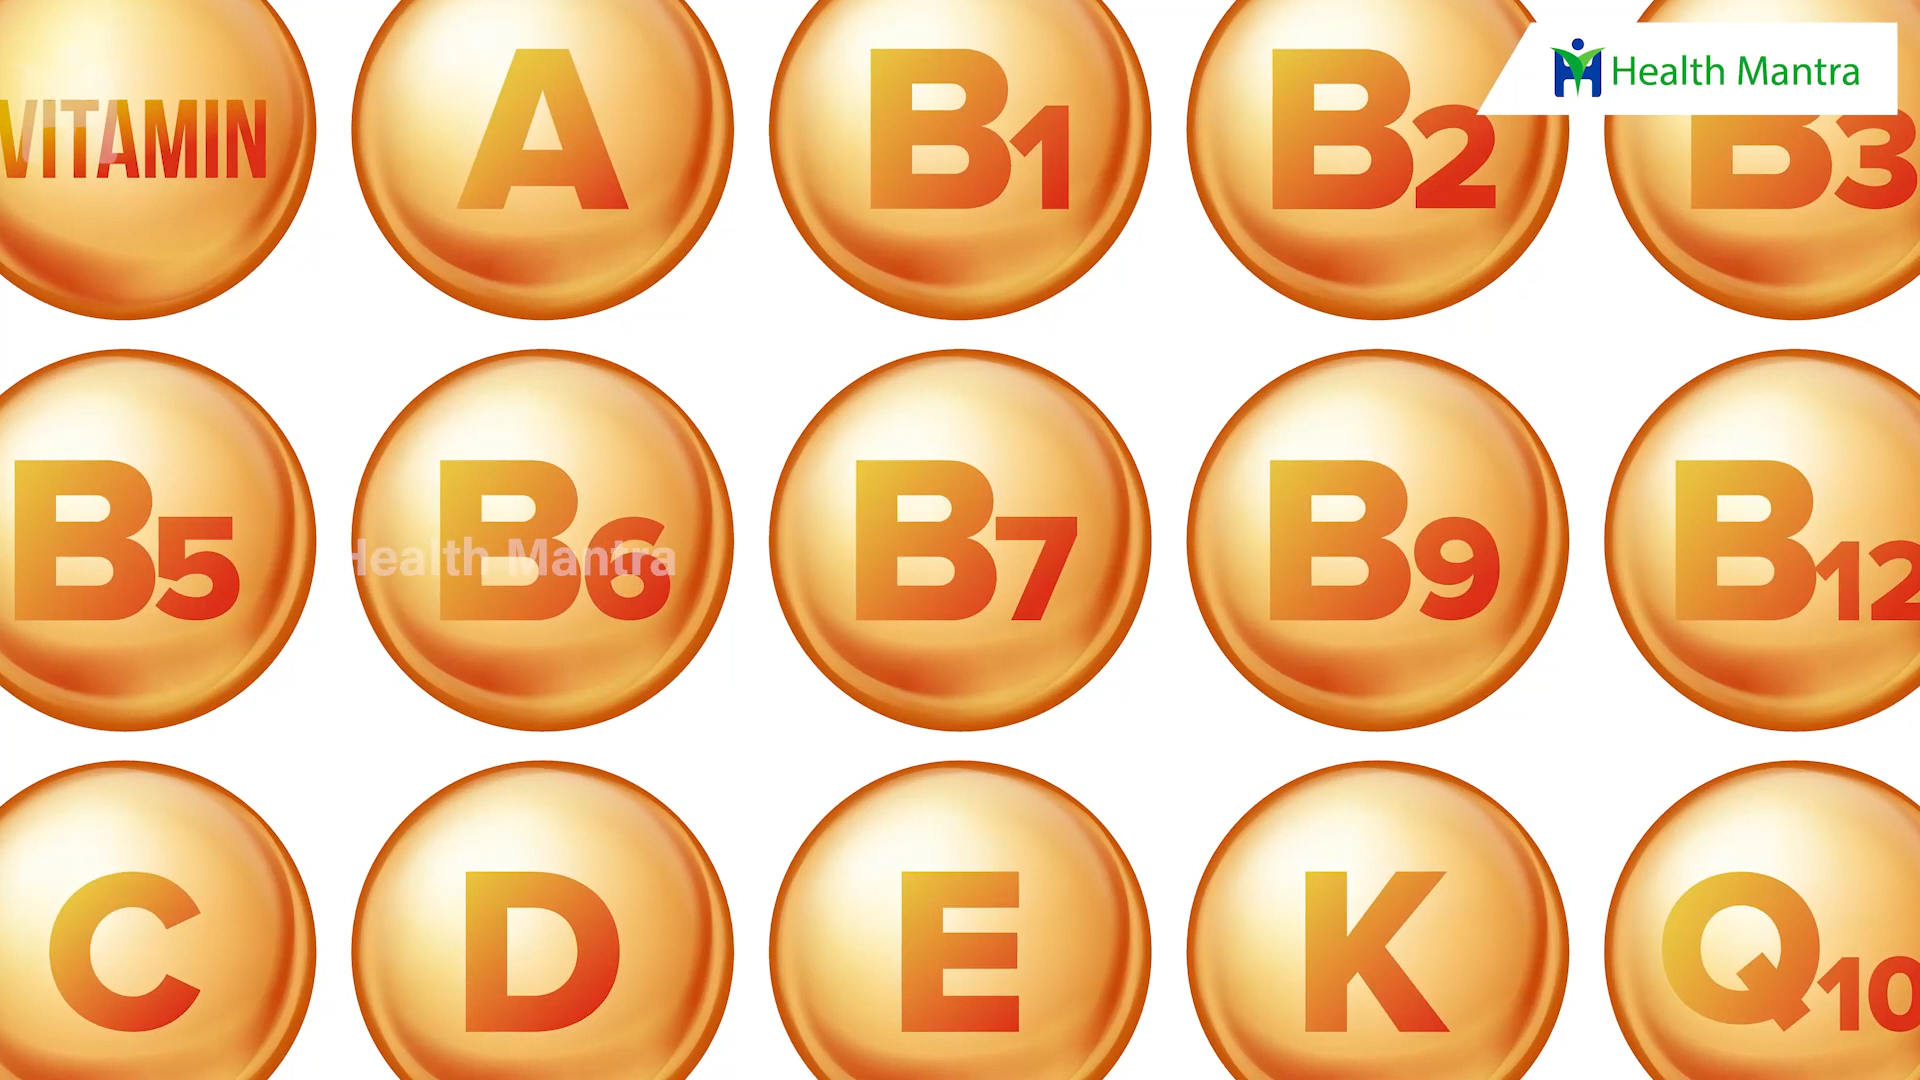 Health Mantra
VITAMIN
A
B1
B2
B3
B5
B6
B7
B9
B12
Health Mantra
C
D
E
K
Q10